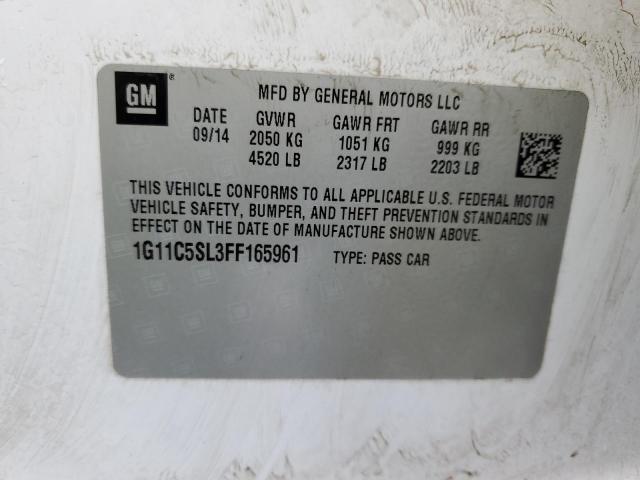 GM
MFD BY GENERAL MOTORS LLC
DATE GVWR GAWR FRT GAWR RR
09/14 2050 KG 1051 KG 999 KG
4520 LB 2317 LB 2203 LB
THIS VEHICLE CONFORMS TO ALL APPLICABLE U.S. FEDERAL MOTOR
VEHICLE SAFETY, BUMPER, AND THEFT PREVENTION STANDARDS IN
EFFECT ON THE DATE OF MANUFACTURE SHOWN ABOVE.
1G11C5SL3FF165961 TYPE: PASS CAR